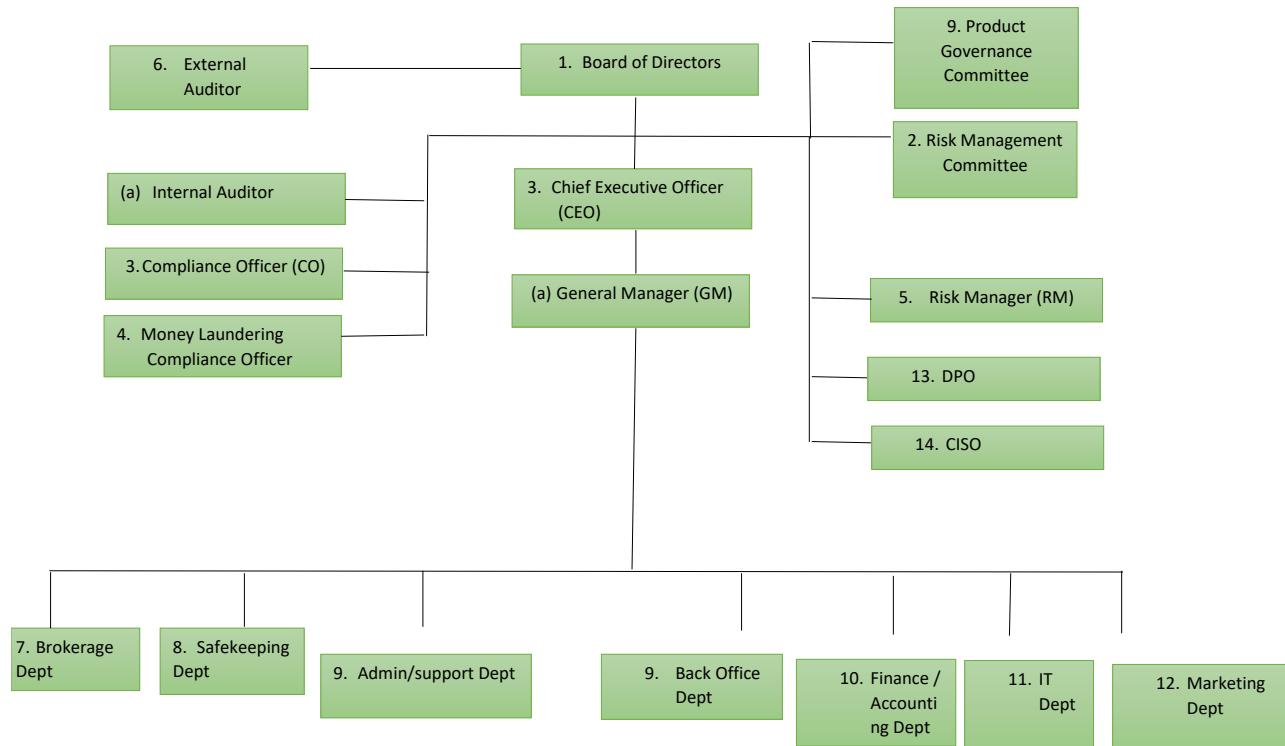 6. External
Auditor
1. Board of Directors
9. Product
Governance
Committee
2. Risk Management
Committee
(a) Internal Auditor
3. Chief Executive Officer
(CEO)
3. Compliance Officer (CO)
(a) General Manager (GM)
5. Risk Manager (RM)
4. Money Laundering
Compliance Officer
13. DPO
14. CISO
7. Brokerage
Dept
8. Safekeeping
Dept
9. Admin/support Dept
9. Back Office
Dept
10. Finance /
Accounti
ng Dept
11. IT
Dept
12. Marketing
Dept